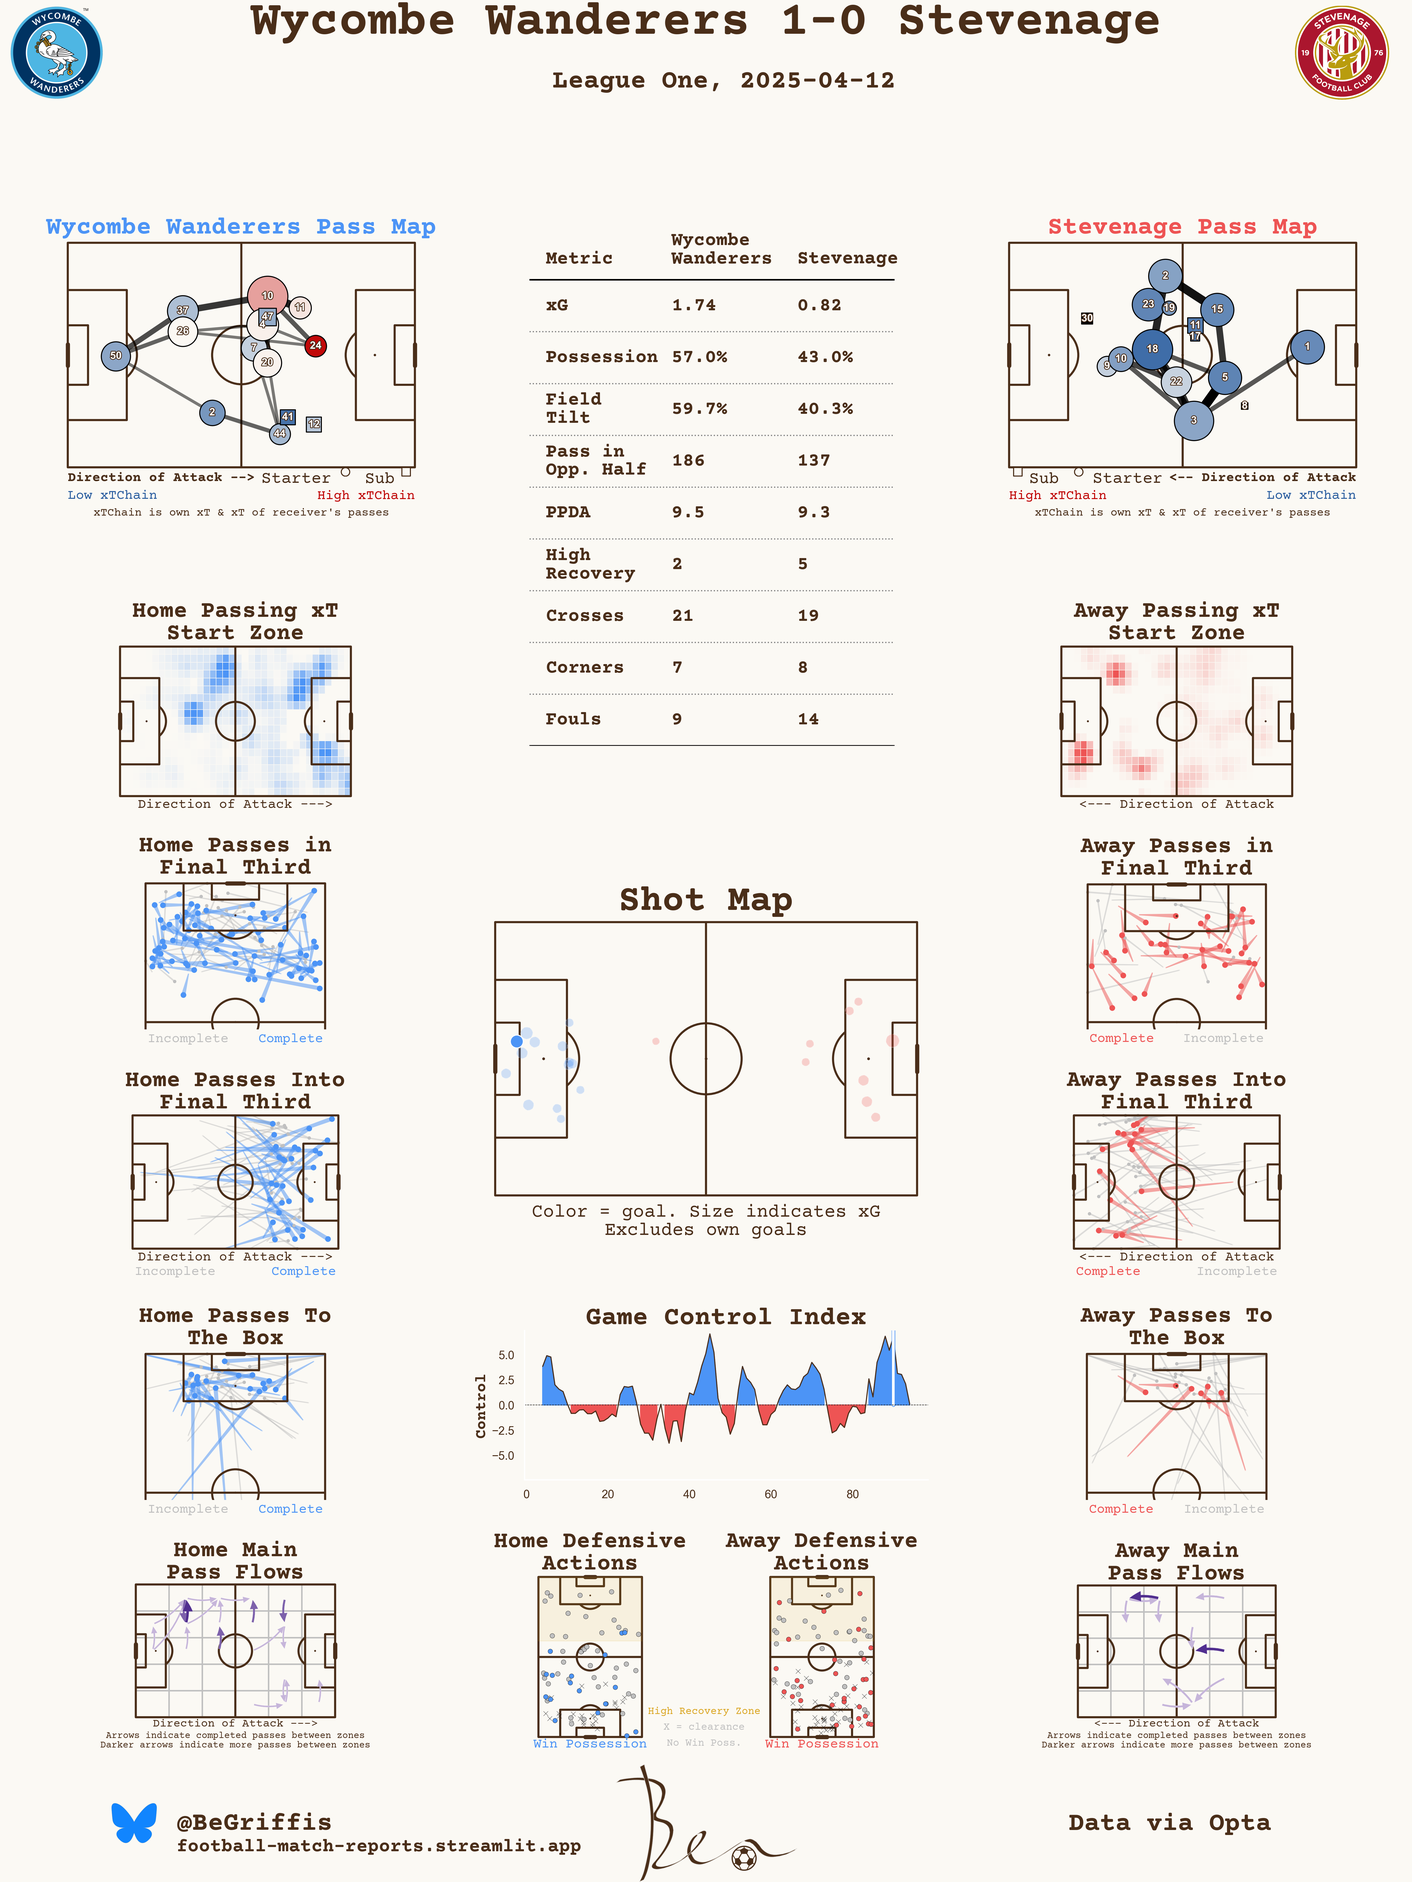 Wycombe Wanderers 1-0 Stevenage
League One, 2025-04-12
WYCOMBE
WANDERERS
TM
STEVENAGE
19 76
FOOTBALL CLUB
Wycombe Wanderers Pass Map
50
37
26
2
10
47
4
11
7
20
24
41
44
12
Direction of Attack --> Starter Sub
Low xTChain High xTChain
xTChain is own xT & xT of receiver's passes
Metric Wycombe Wanderers Stevenage
xG 1.74 0.82
Possession 57.0% 43.0%
Field Tilt 59.7% 40.3%
Pass in Opp. Half 186 137
PPDA 9.5 9.3
High Recovery 2 5
Crosses 21 19
Corners 7 8
Fouls 9 14
Stevenage Pass Map
2
23
19
15
30
11
17
18
9
10
22
5
1
3
8
Sub Starter <-- Direction of Attack
High xTChain Low xTChain
xTChain is own xT & xT of receiver's passes
Home Passing xT
Start Zone
Direction of Attack --->
Away Passing xT
Start Zone
<--- Direction of Attack
Home Passes in
Final Third
Incomplete Complete
Away Passes in
Final Third
Complete Incomplete
Shot Map
Color = goal. Size indicates xG
Excludes own goals
Home Passes Into
Final Third
Direction of Attack --->
Incomplete Complete
Away Passes Into
Final Third
<--- Direction of Attack
Complete Incomplete
Home Passes To
The Box
Incomplete Complete
Game Control Index
Control
5.0
2.5
0.0
−2.5
−5.0
0 20 40 60 80
Away Passes To
The Box
Complete Incomplete
Home Main
Pass Flows
Direction of Attack --->
Arrows indicate completed passes between zones
Darker arrows indicate more passes between zones
Home Defensive
Actions
Win Possession
High Recovery Zone
X = clearance
No Win Poss.
Away Defensive
Actions
Win Possession
Away Main
Pass Flows
<--- Direction of Attack
Arrows indicate completed passes between zones
Darker arrows indicate more passes between zones
@BeGriffis
football-match-reports.streamlit.app
Ben
Data via Opta